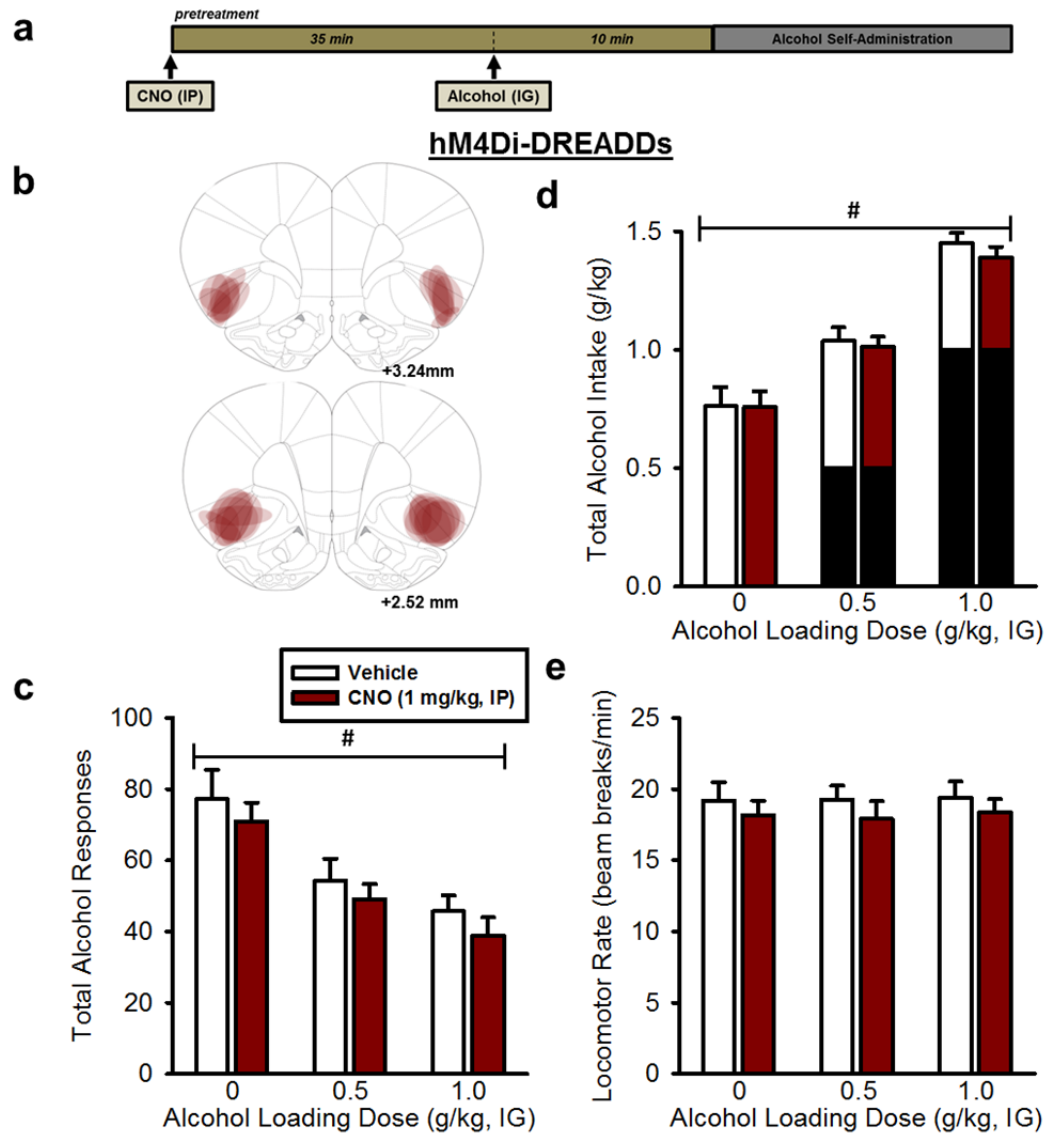 a
pretreatment
35 min
10 min
Alcohol Self-Administration
CNO (IP)
Alcohol (IG)
hM4Di-DREADDs
b
+3.24mm
+2.52 mm
d
#
Total Alcohol Intake (g/kg)
1.5
1.0
0.5
0.0
0
0.5
1.0
Alcohol Loading Dose (g/kg, IG)
Vehicle
CNO (1 mg/kg, IP)
c
#
Total Alcohol Responses
100
80
60
40
20
0
0
0.5
1.0
Alcohol Loading Dose (g/kg, IG)
e
Locomotor Rate (beam breaks/min)
25
20
15
10
5
0
0
0.5
1.0
Alcohol Loading Dose (g/kg, IG)